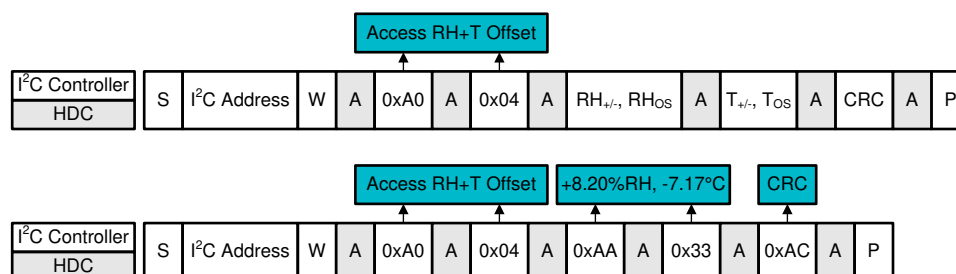 Access RH+T Offset
I²C Controller
HDC
S I²C Address W A 0xA0 A 0x04 A RH+/-, RHOS A T+/-, TOS A CRC A P
Access RH+T Offset +8.20%RH, -7.17°C CRC
I²C Controller
HDC
S I²C Address W A 0xA0 A 0x04 A 0xAA A 0x33 A 0xAC A P